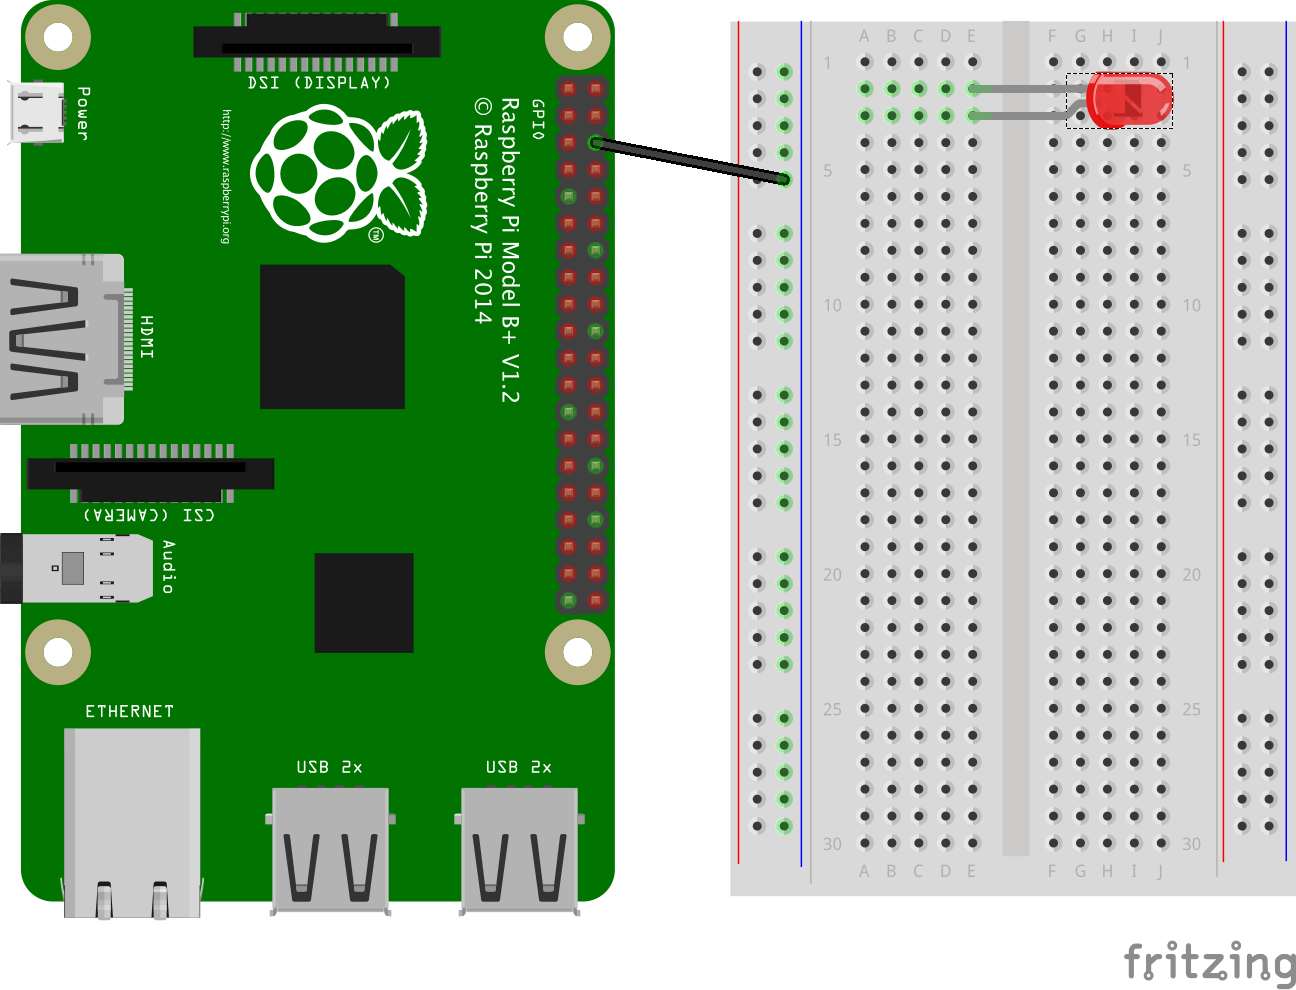 DSI (DISPLAY)
Power
http://www.raspberrypi.org
TM
Raspberry Pi Model B+ V1.2
© Raspberry Pi 2014
GPIO
HDMI
CSI (CAMERA)
Audio
ETHERNET
USB 2x
USB 2x
A B C D E F G H I J
1 1
5 5
10 10
15 15
20 20
25 25
30 30
A B C D E F G H I J
fritzing